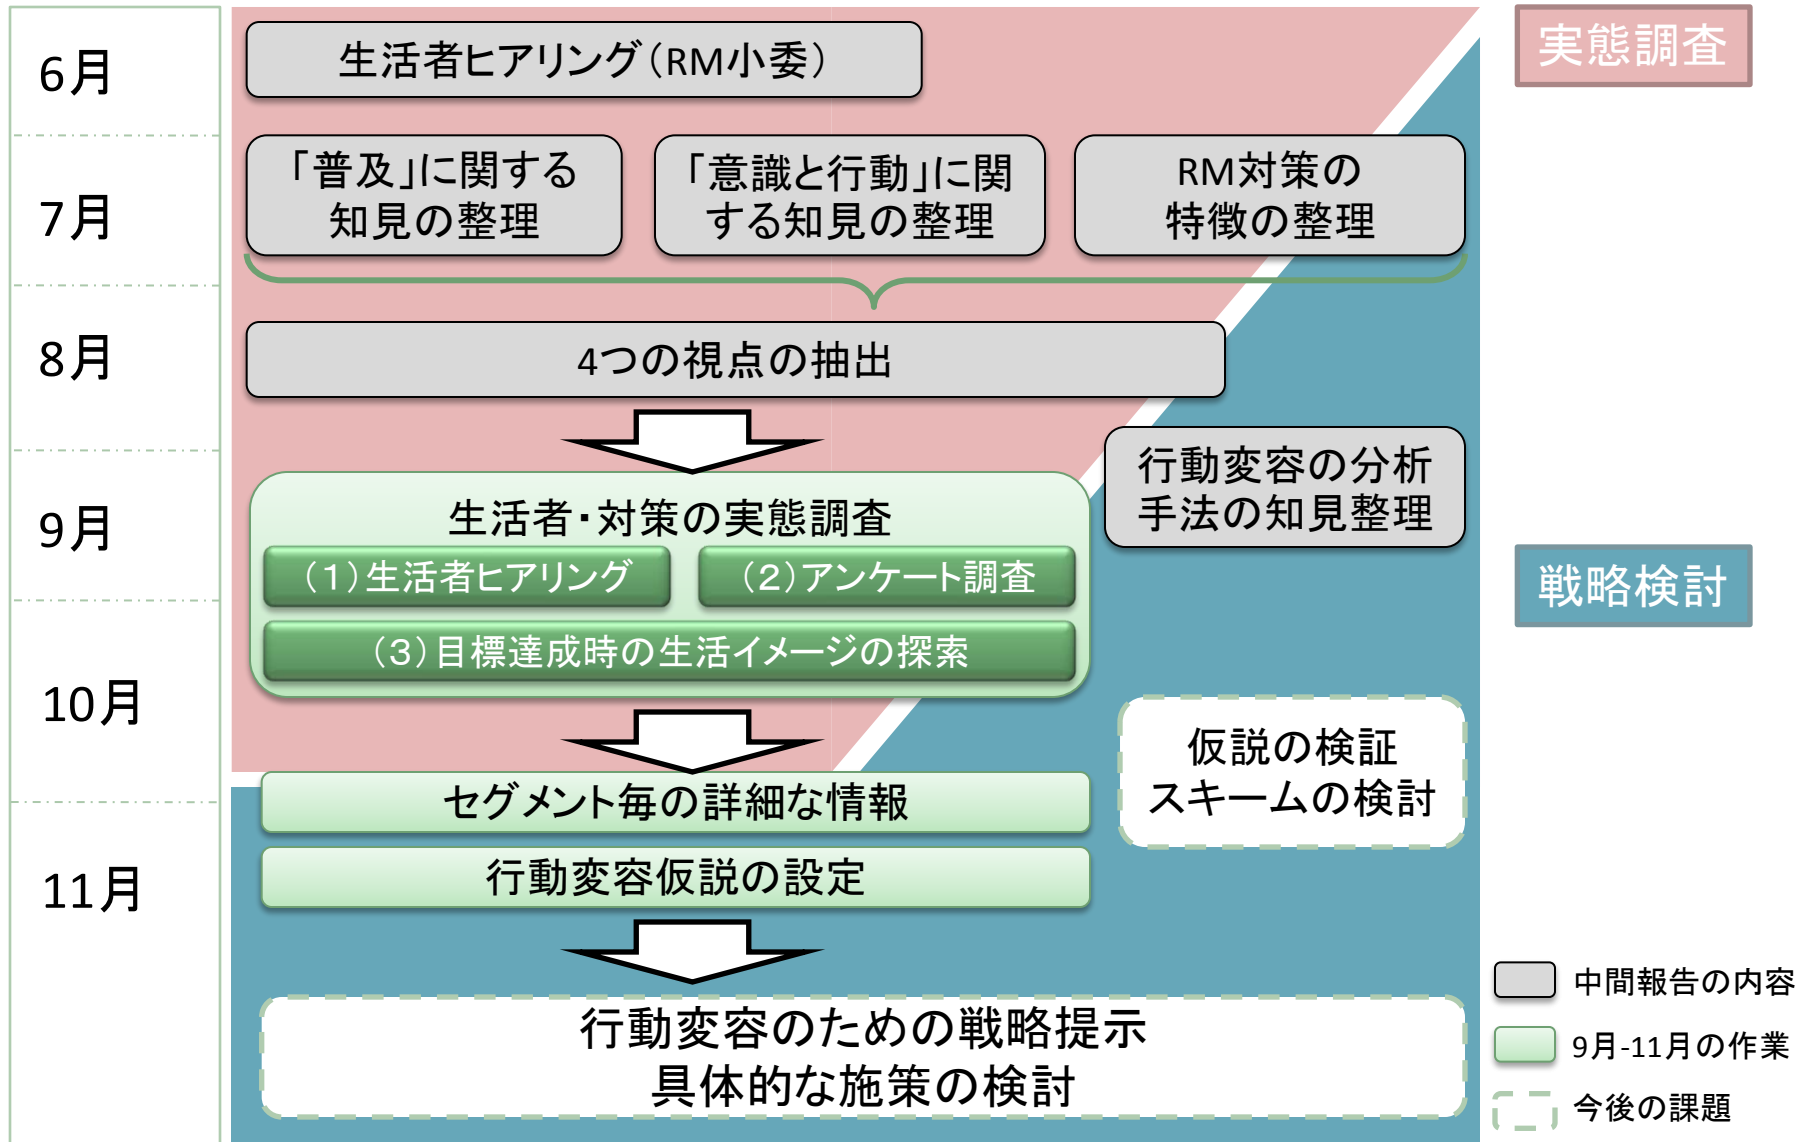 6月
7月
8月
9月
10月
11月
生活者ヒアリング（RM小委）
「普及」に関する
知見の整理
「意識と行動」に関
する知見の整理
RM対策の
特徴の整理
4つの視点の抽出
行動変容の分析
手法の知見整理
生活者・対策の実態調査
（1）生活者ヒアリング
（2）アンケート調査
（3）目標達成時の生活イメージの探索
仮説の検証
スキームの検討
セグメント毎の詳細な情報
行動変容仮説の設定
行動変容のための戦略提示
具体的な施策の検討
実態調査
戦略検討
中間報告の内容
9月-11月の作業
今後の課題